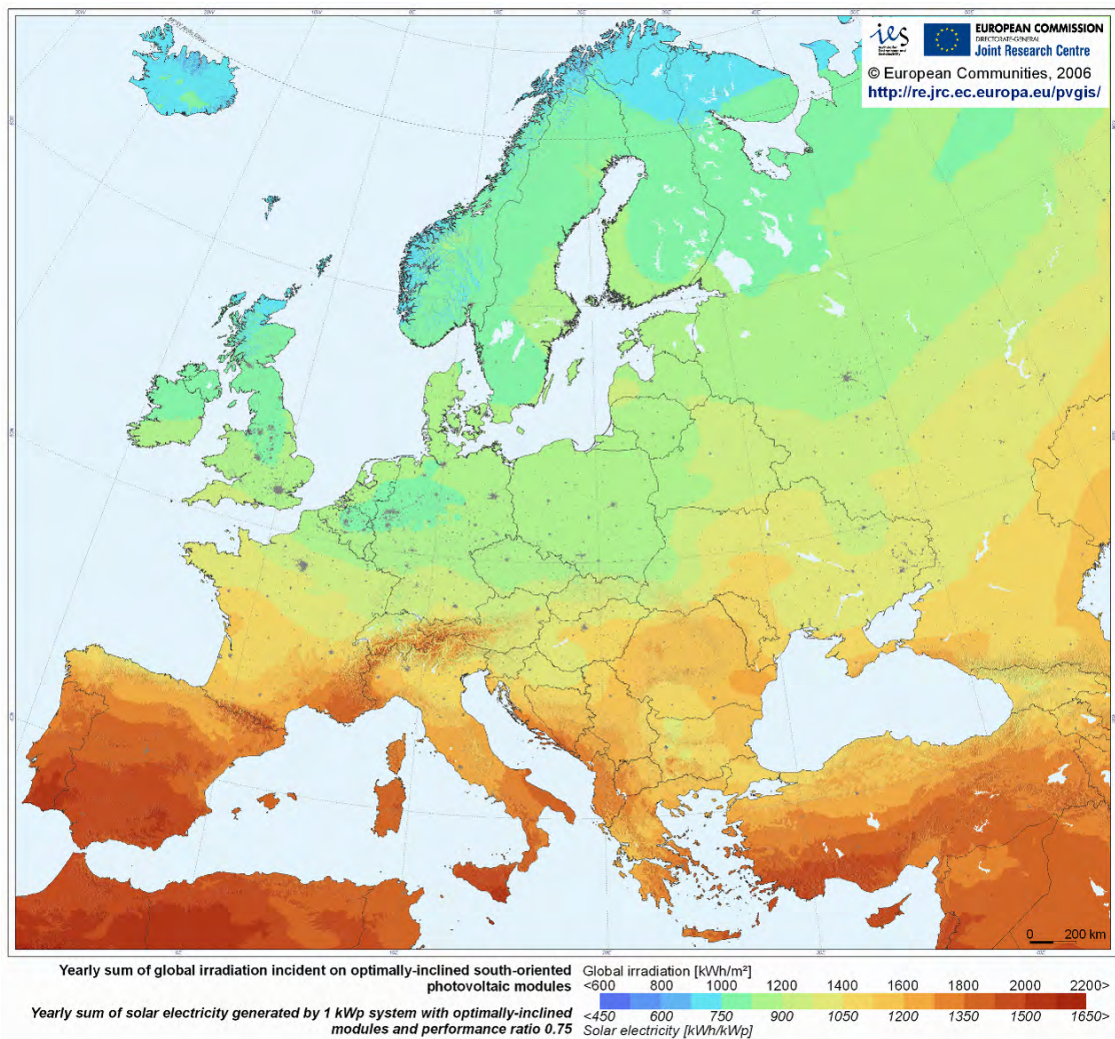 ies
EUROPEAN COMMISSION
DIRECTORATE-GENERAL
Joint Research Centre
© European Communities, 2006
http://re.jrc.ec.europa.eu/pvgis/
0 200 km
Yearly sum of global irradiation incident on optimally-inclined south-oriented
photovoltaic modules
Yearly sum of solar electricity generated by 1 kWp system with optimally-inclined
modules and performance ratio 0.75
Global irradiation [kWh/m²]
<600 800 1000 1200 1400 1600 1800 2000 2200>
<450 600 750 900 1050 1200 1350 1500 1650>
Solar electricity [kWh/kWp]